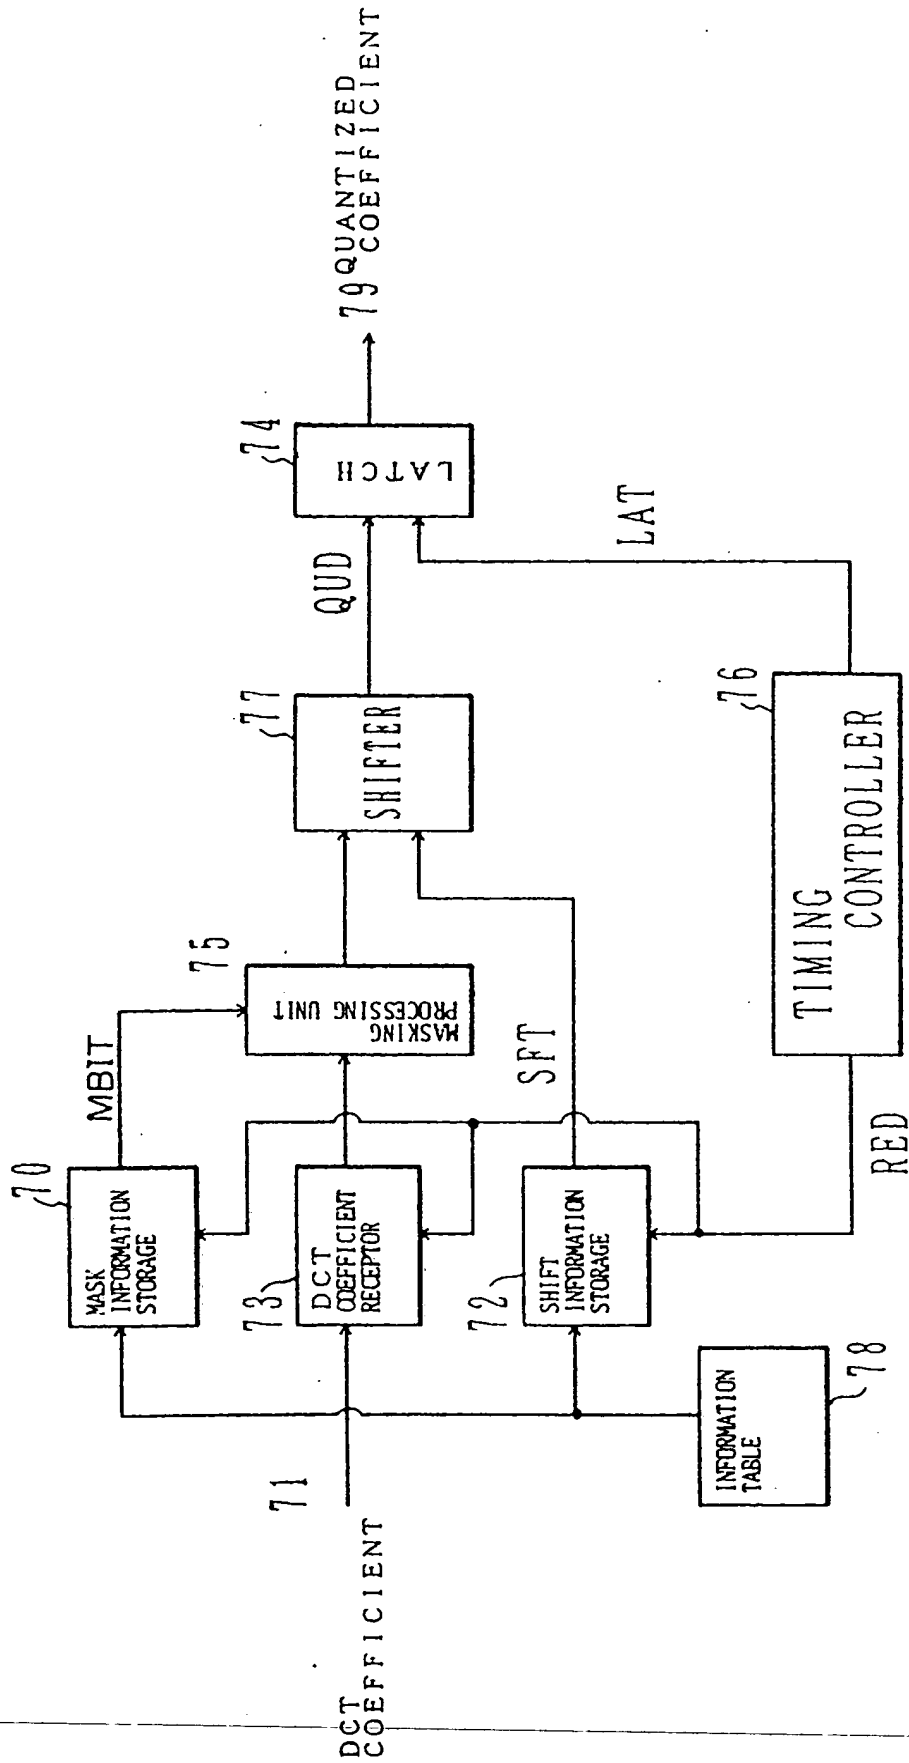 DCT
COEFFICIENT
71
MASK
INFORMATION
STORAGE
70
MBIT
DCT
COEFFICIENT
RECEPTOR
73
MASKING
PROCESSING UNIT
75
SHIFT
INFORMATION
STORAGE
72
SFT
INFORMATION
TABLE
78
SHIFTER
77
QUD
LATCH
74
79
QUANTIZED
COEFFICIENT
TIMING
CONTROLLER
76
RED
LAT